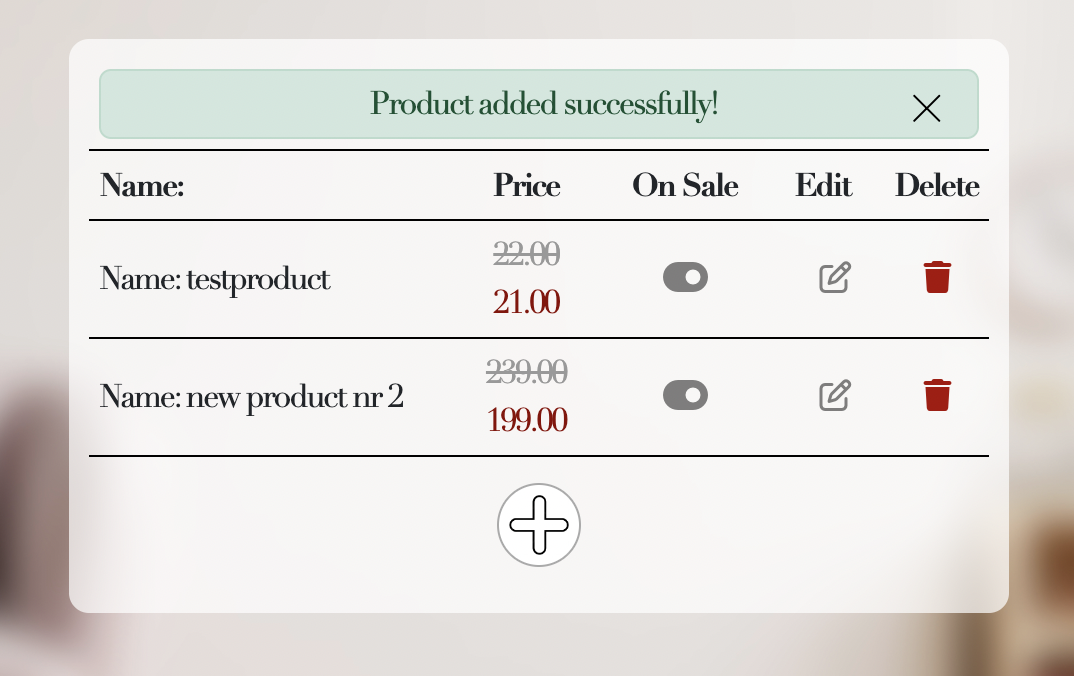 Product added successfully!
Name: Price On Sale Edit Delete
Name: testproduct
22.00
21.00
Name: new product nr 2
239.00
199.00